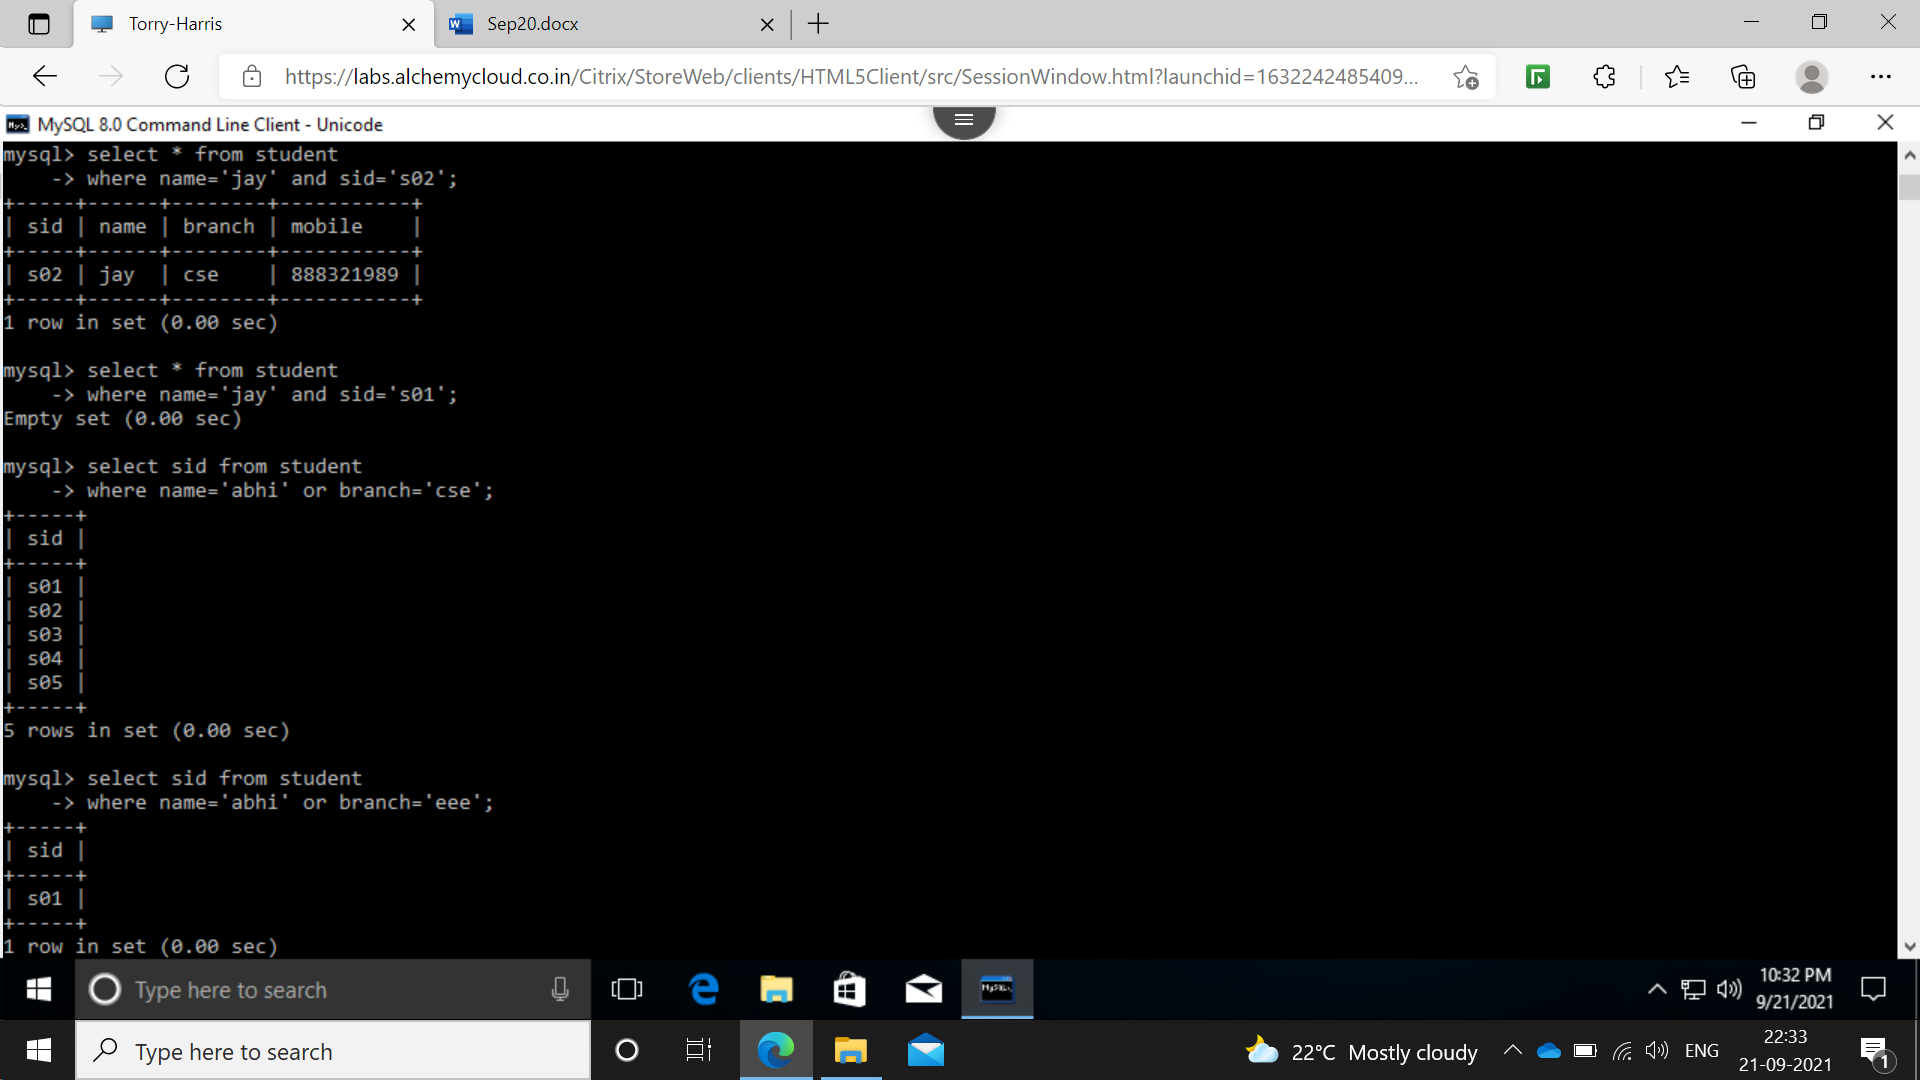 Torry-Harris
Sep20.docx
https://labs.alchemycloud.co.in/Citrix/StoreWeb/clients/HTML5Client/src/SessionWindow.html?launchid=1632242485409...
MySQL 8.0 Command Line Client - Unicode
mysql> select * from student
    -> where name='jay' and sid='s02';
+-----+------+--------+-----------+
| sid | name | branch | mobile    |
+-----+------+--------+-----------+
| s02 | jay  | cse    | 888321989 |
+-----+------+--------+-----------+
1 row in set (0.00 sec)
mysql> select * from student
    -> where name='jay' and sid='s01';
Empty set (0.00 sec)
mysql> select sid from student
    -> where name='abhi' or branch='cse';
+-----+
| sid |
+-----+
| s01 |
| s02 |
| s03 |
| s04 |
| s05 |
+-----+
5 rows in set (0.00 sec)
mysql> select sid from student
    -> where name='abhi' or branch='eee';
+-----+
| sid |
+-----+
| s01 |
+-----+
1 row in set (0.00 sec)
Type here to search
10:32 PM
9/21/2021
Type here to search
22°C Mostly cloudy
ENG
22:33
21-09-2021
1